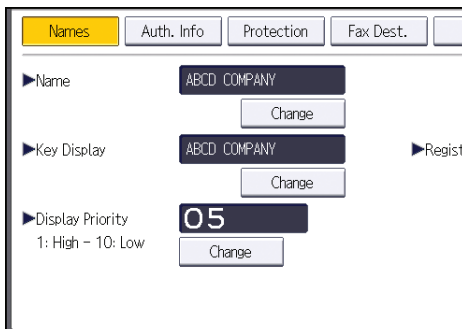 Names Auth. Info Protection Fax Dest.
►Name ABCD COMPANY
Change
►Key Display ABCD COMPANY ►Regist
Change
►Display Priority 05
1: High - 10: Low Change